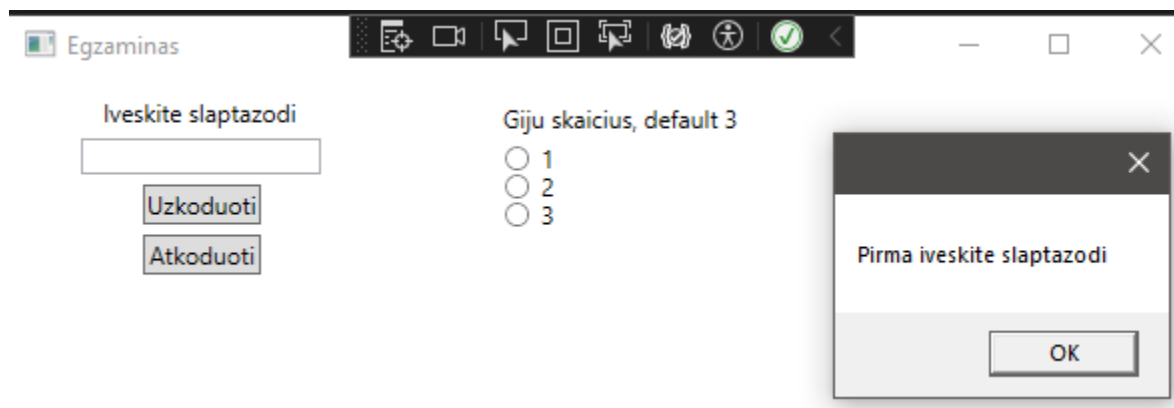 Egzaminas
Iveskite slaptazodi
Uzkoduoti
Atkoduoti
Giju skaicius, default 3
1
2
3
Pirma iveskite slaptazodi
OK